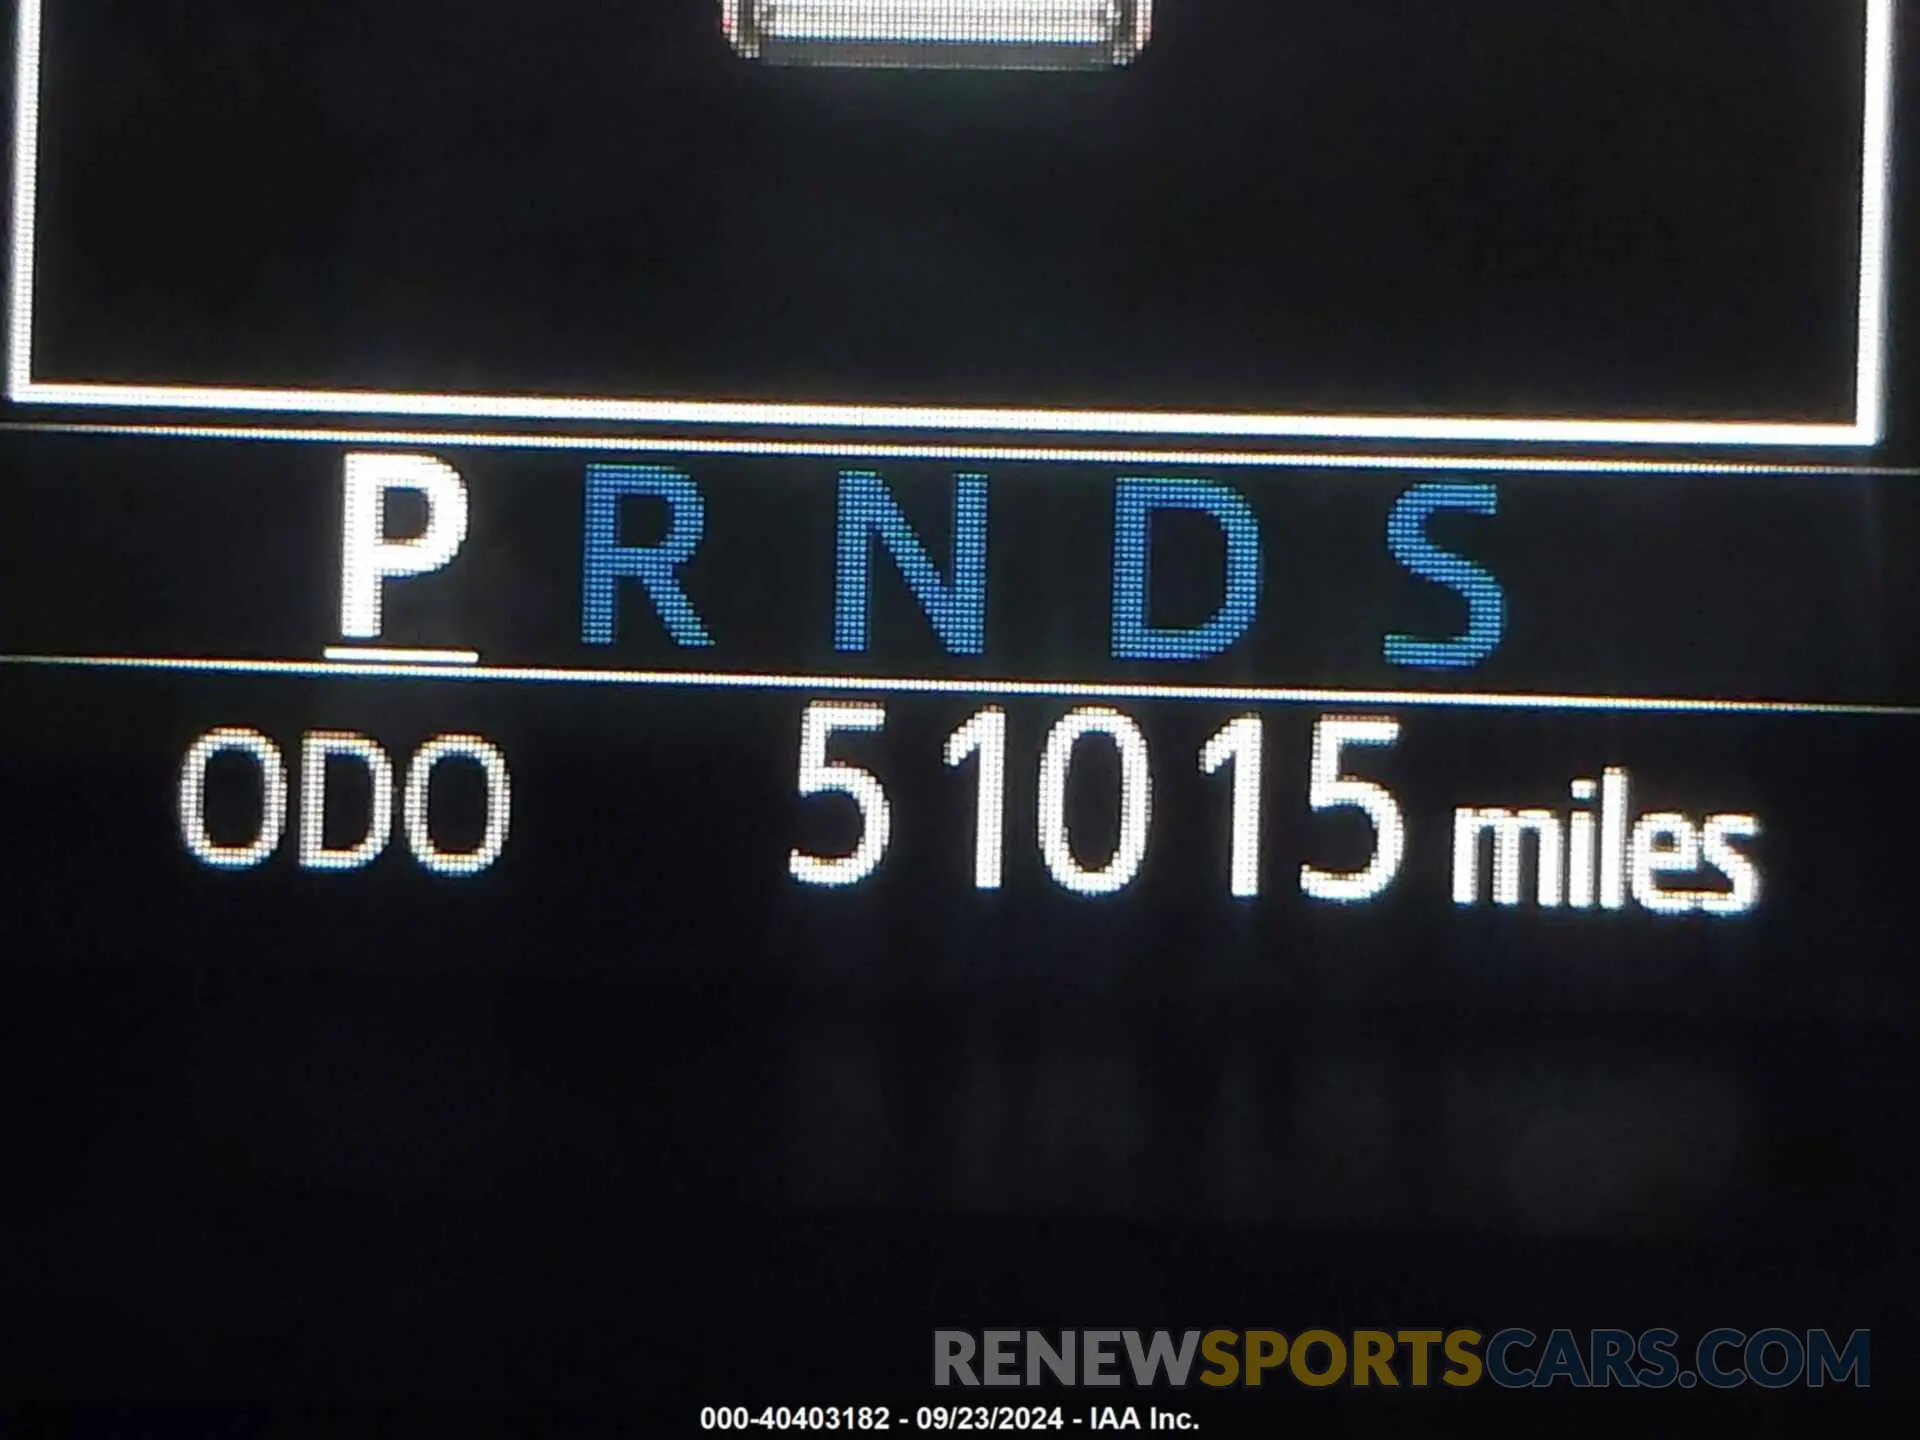 P R N D S
ODO 51015 miles
RENEWSPORTSCARS.COM
000-40403182 - 09/23/2024 - IAA Inc.